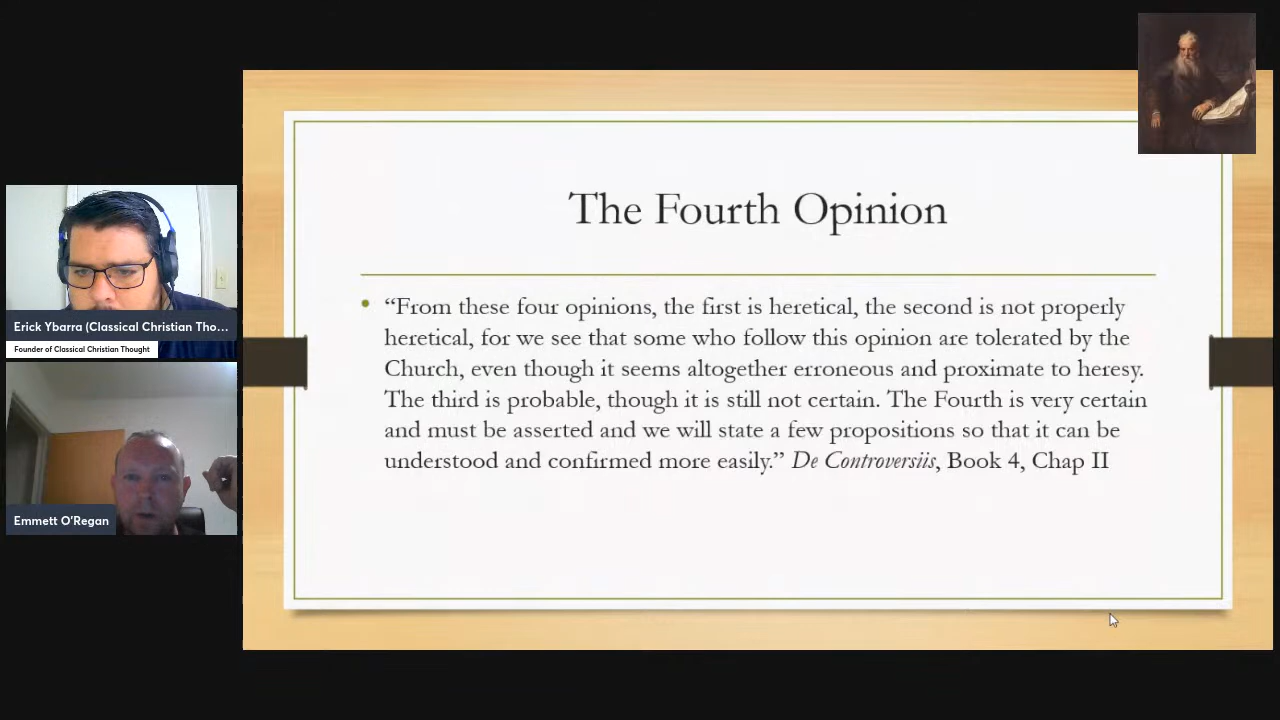 The Fourth Opinion
• “From these four opinions, the first is heretical, the second is not properly
heretical, for we see that some who follow this opinion are tolerated by the
Church, even though it seems altogether erroneous and proximate to heresy.
The third is probable, though it is still not certain. The Fourth is very certain
and must be asserted and we will state a few propositions so that it can be
understood and confirmed more easily.” De Controversiis, Book 4, Chap II
Erick Ybarra (Classical Christian Tho...
Founder of Classical Christian Thought
Emmett O'Regan